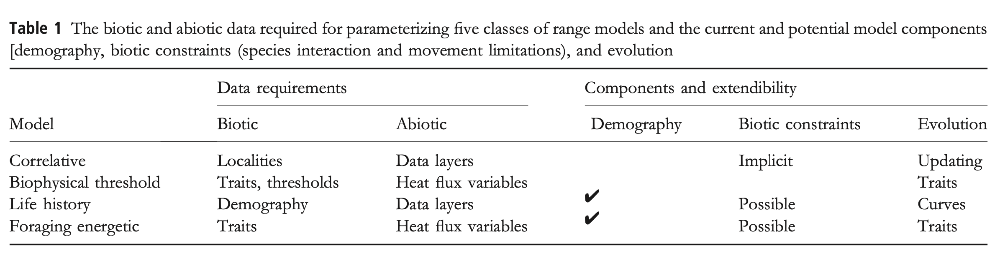 Table 1 The biotic and abiotic data required for parameterizing five classes of range models and the current and potential model components
[demography, biotic constraints (species interaction and movement limitations), and evolution
Data requirements Components and extendibility
Model Biotic Abiotic Demography Biotic constraints Evolution
Correlative Localities Data layers Implicit Updating
Biophysical threshold Traits, thresholds Heat flux variables Traits
Life history Demography Data layers ✔ Possible Curves
Foraging energetic Traits Heat flux variables ✔ Possible Traits